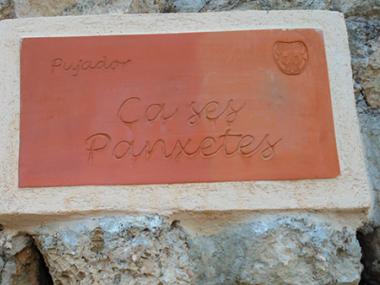 Pujador
Ca ses
Panxetes